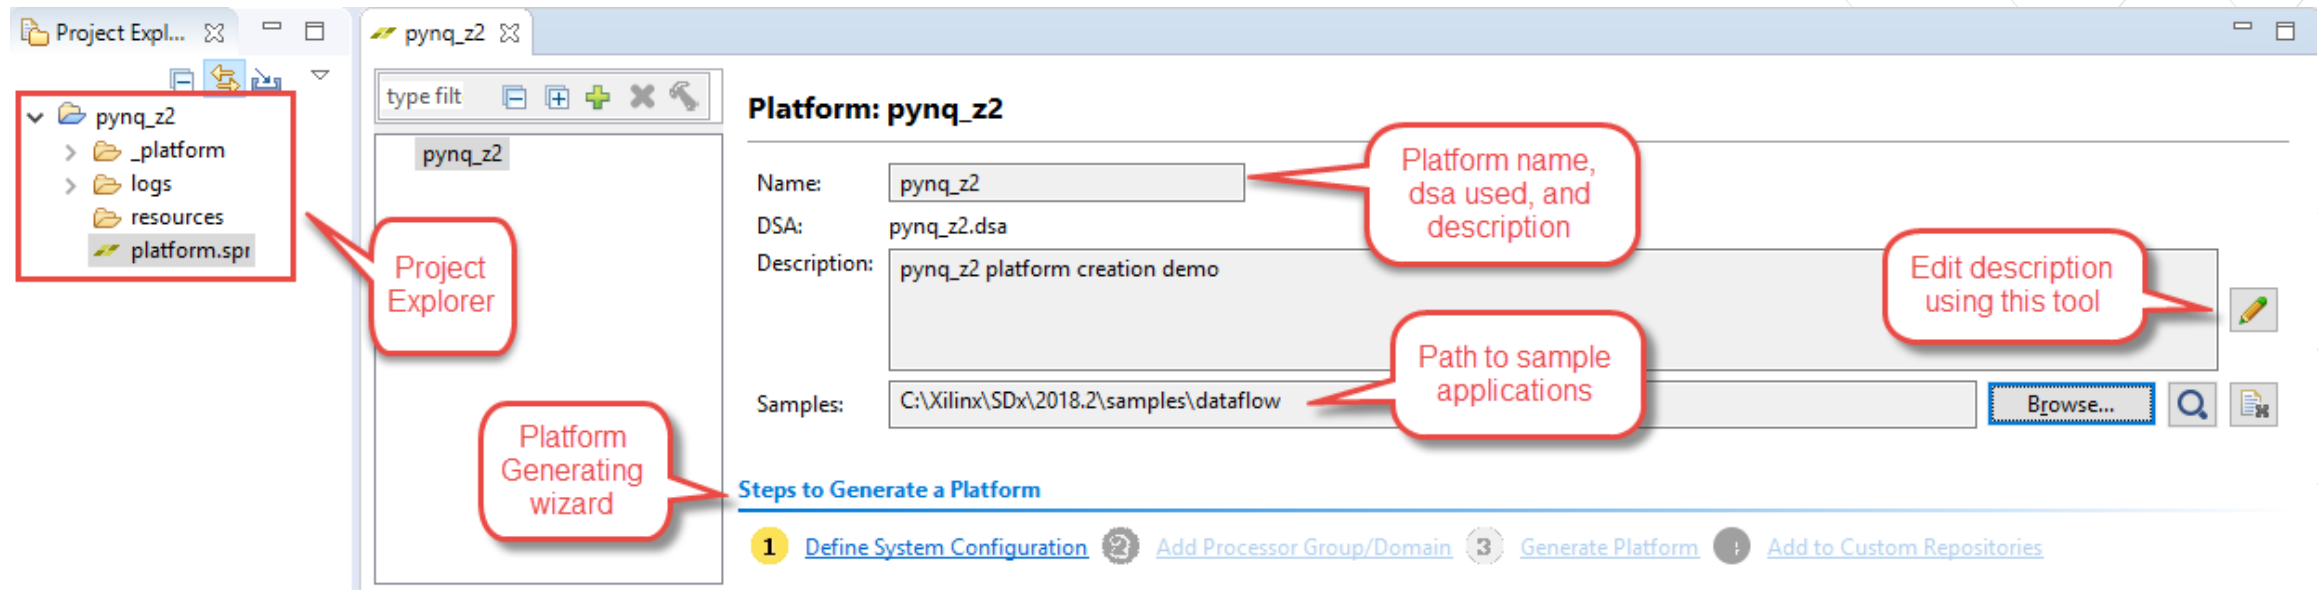 Project Expl...
pynq_z2
_platform
logs
resources
platform.spr
Project
Explorer
pynq_z2
type filt
pynq_z2
Platform
Generating
wizard
Platform: pynq_z2
Name: pynq_z2
DSA: pynq_z2.dsa
Description: pynq_z2 platform creation demo
Samples: C:\Xilinx\SDx\2018.2\samples\dataflow
Browse...
Platform name,
dsa used, and
description
Edit description
using this tool
Path to sample
applications
Steps to Generate a Platform
1 Define System Configuration 2 Add Processor Group/Domain 3 Generate Platform Add to Custom Repositories